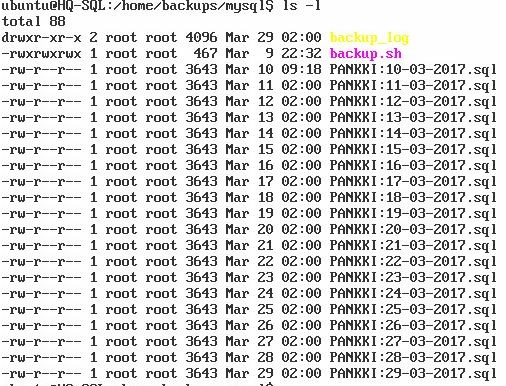 ubuntu@HQ-SQL:/home/backups/mysql$ ls -l
total 88
drwxr-xr-x 2 root root 4096 Mar 29 02:00 backup_log
-rwxrwxrwx 1 root root  467 Mar  9 22:32 backup.sh
-rw-r--r-- 1 root root 3643 Mar 10 09:18 PANKKI:10-03-2017.sql
-rw-r--r-- 1 root root 3643 Mar 11 02:00 PANKKI:11-03-2017.sql
-rw-r--r-- 1 root root 3643 Mar 12 02:00 PANKKI:12-03-2017.sql
-rw-r--r-- 1 root root 3643 Mar 13 02:00 PANKKI:13-03-2017.sql
-rw-r--r-- 1 root root 3643 Mar 14 02:00 PANKKI:14-03-2017.sql
-rw-r--r-- 1 root root 3643 Mar 15 02:00 PANKKI:15-03-2017.sql
-rw-r--r-- 1 root root 3643 Mar 16 02:00 PANKKI:16-03-2017.sql
-rw-r--r-- 1 root root 3643 Mar 17 02:00 PANKKI:17-03-2017.sql
-rw-r--r-- 1 root root 3643 Mar 18 02:00 PANKKI:18-03-2017.sql
-rw-r--r-- 1 root root 3643 Mar 19 02:00 PANKKI:19-03-2017.sql
-rw-r--r-- 1 root root 3643 Mar 20 02:00 PANKKI:20-03-2017.sql
-rw-r--r-- 1 root root 3643 Mar 21 02:00 PANKKI:21-03-2017.sql
-rw-r--r-- 1 root root 3643 Mar 22 02:00 PANKKI:22-03-2017.sql
-rw-r--r-- 1 root root 3643 Mar 23 02:00 PANKKI:23-03-2017.sql
-rw-r--r-- 1 root root 3643 Mar 24 02:00 PANKKI:24-03-2017.sql
-rw-r--r-- 1 root root 3643 Mar 25 02:00 PANKKI:25-03-2017.sql
-rw-r--r-- 1 root root 3643 Mar 26 02:00 PANKKI:26-03-2017.sql
-rw-r--r-- 1 root root 3643 Mar 27 02:00 PANKKI:27-03-2017.sql
-rw-r--r-- 1 root root 3643 Mar 28 02:00 PANKKI:28-03-2017.sql
-rw-r--r-- 1 root root 3643 Mar 29 02:00 PANKKI:29-03-2017.sql